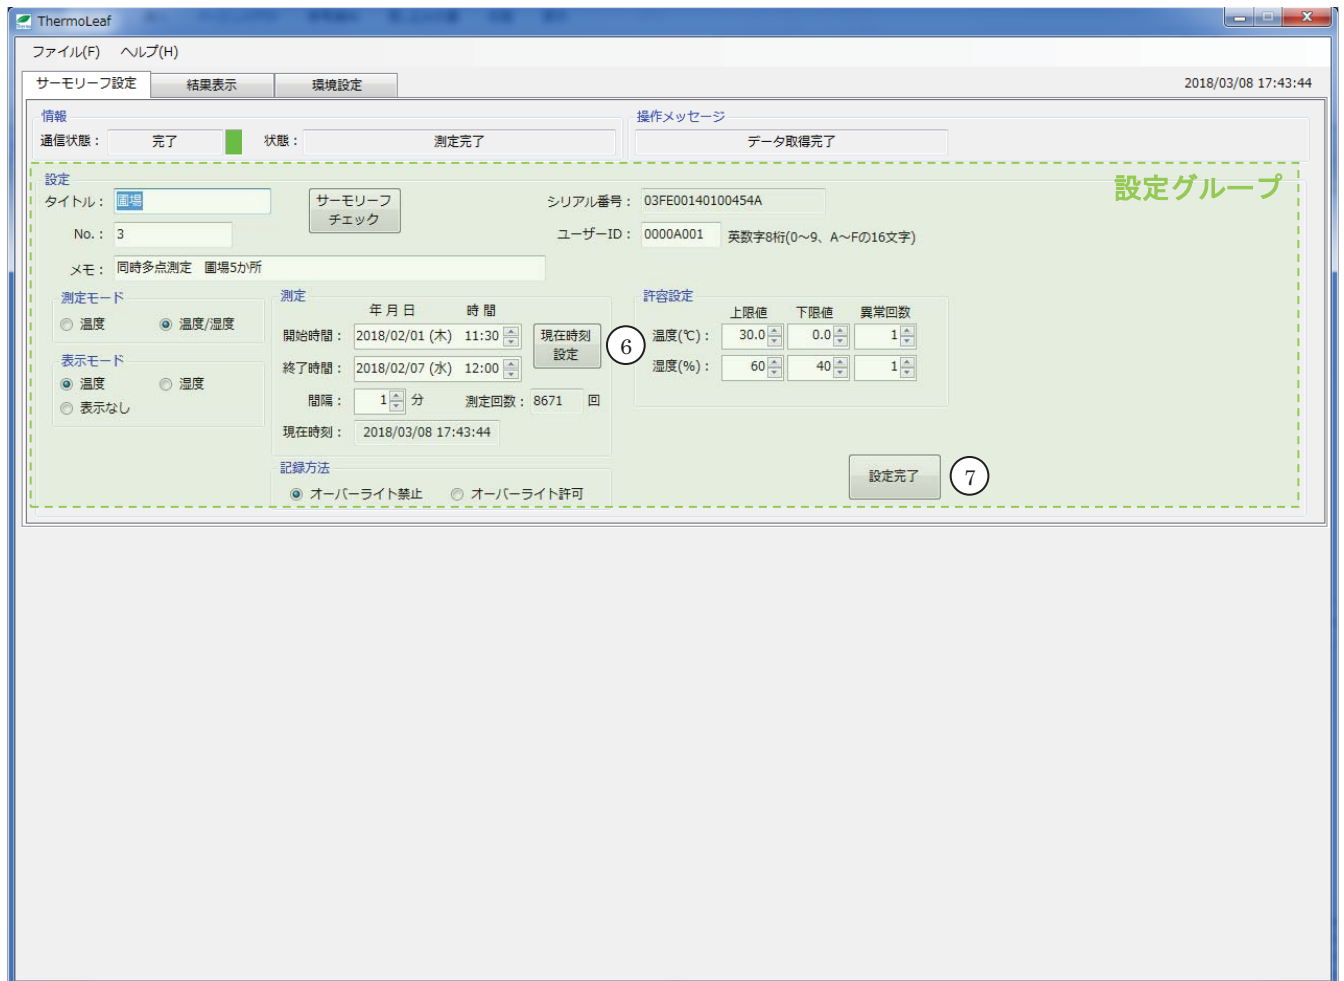 ThermoLeaf
ファイル(F) ヘルプ(H)
サーモリーフ設定 結果表示 環境設定 2018/03/08 17:43:44
情報 操作メッセージ
通信状態： 完了 状態： 測定完了 データ取得完了
設定 設定グループ
タイトル： 圃場 サーモリーフ チェック シリアル番号： 03FE00140100454A
No.： 3 ユーザーID： 0000A001 英数字8桁(0～9、A～Fの16文字)
メモ： 同時多点測定 圃場5か所
測定モード 測定 許容設定
年月日 時間 上限値 下限値 異常回数
温度 温度/湿度 開始時間： 2018/02/01 (木) 11:30 現在時刻 設定 ⑥ 温度(℃)： 30.0 0.0 1
表示モード 終了時間： 2018/02/07 (水) 12:00 湿度(%)： 60 40 1
温度 湿度
表示なし 間隔： 1 分 測定回数： 8671 回
現在時刻： 2018/03/08 17:43:44
記録方法 設定完了 ⑦
オーバーライト禁止 オーバーライト許可